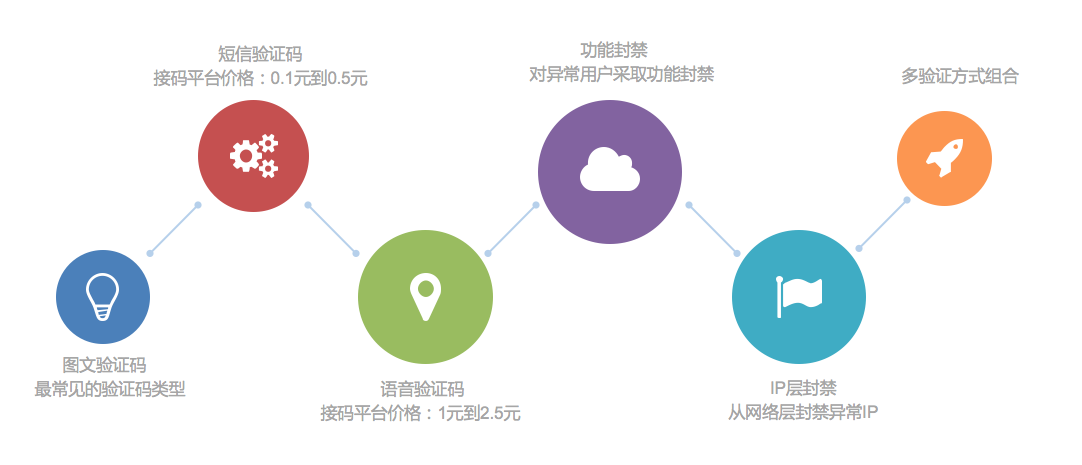 图文验证码
最常见的验证码类型
短信验证码
接码平台价格：0.1元到0.5元
语音验证码
接码平台价格：1元到2.5元
功能封禁
对异常用户采取功能封禁
IP层封禁
从网络层封禁异常IP
多验证方式组合